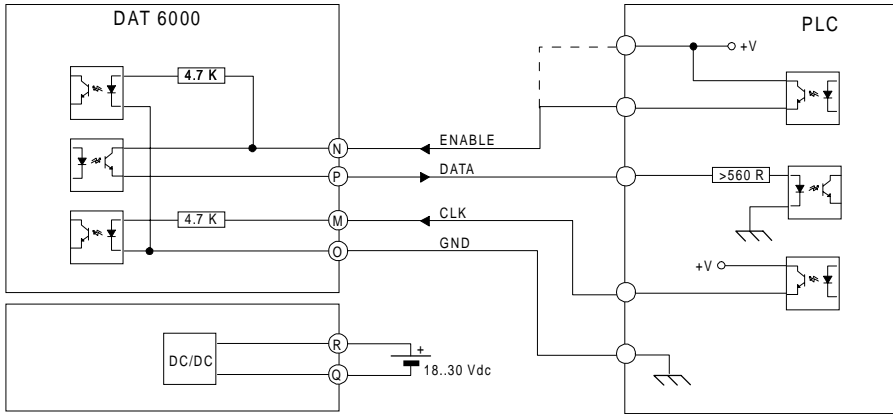 DAT 6000
PLC
+V
4.7 K
N
ENABLE
P
DATA
>560 R
4.7 K
M
CLK
O
GND
+V
DC/DC
R
Q
+
18..30 Vdc